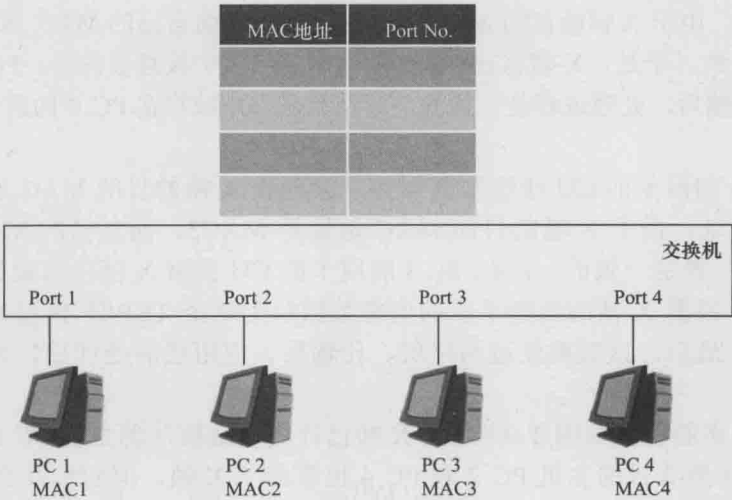 MAC地址 Port No.
交换机
Port 1 Port 2 Port 3 Port 4
PC 1 PC 2 PC 3 PC 4
MAC1 MAC2 MAC3 MAC4